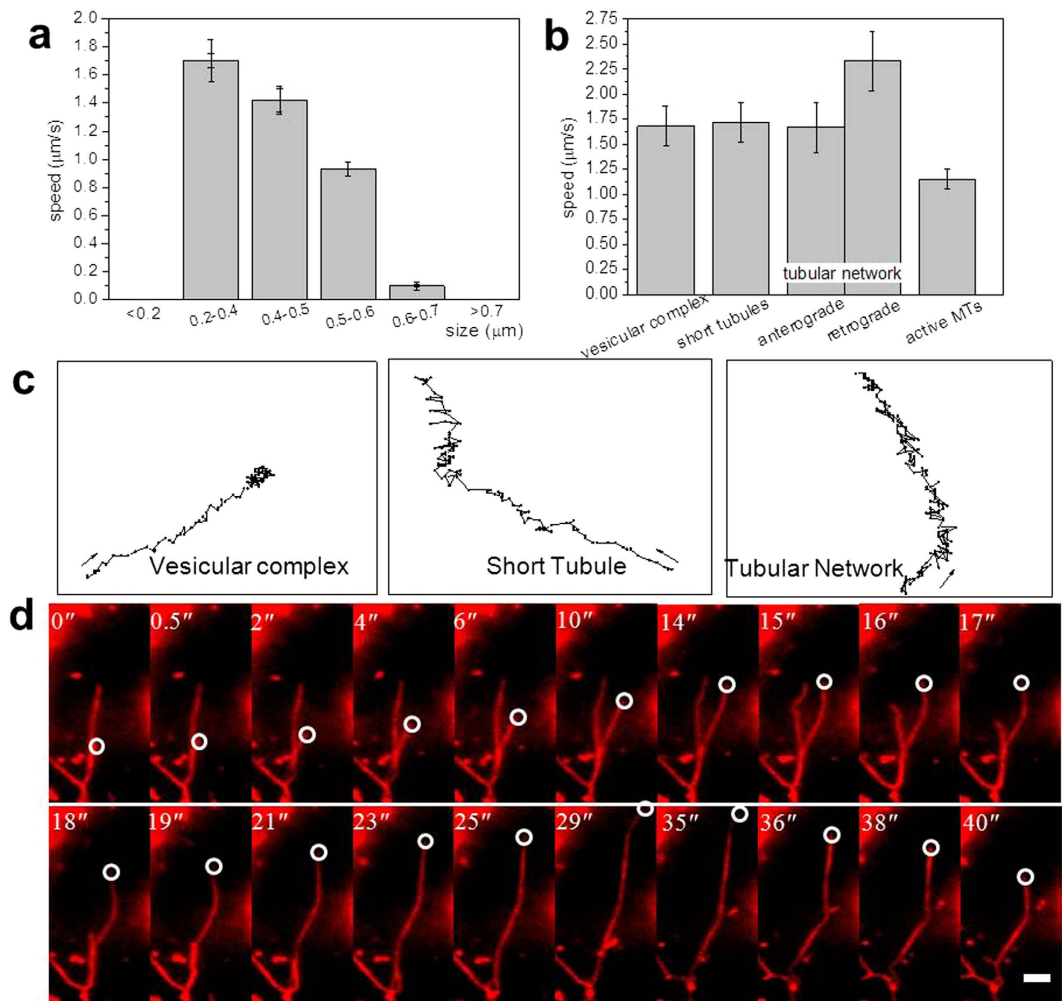 a
2.0
1.8
1.6
1.4
1.2
1.0
0.8
0.6
0.4
0.2
0.0
speed (μm/s)
<0.2
0.2-0.4
0.4-0.5
0.5-0.6
0.6-0.7
>0.7
size (μm)
b
2.75
2.50
2.25
2.00
1.75
1.50
1.25
1.00
0.75
0.50
0.25
0.00
speed (μm/s)
tubular network
vesicular complex
short tubules
anterograde
retrograde
active MTs
c
Vesicular complex
Short Tubule
Tubular Network
d
0″ 0.5″ 2″ 4″ 6″ 10″ 14″ 15″ 16″ 17″
18″ 19″ 21″ 23″ 25″ 29″ 35″ 36″ 38″ 40″